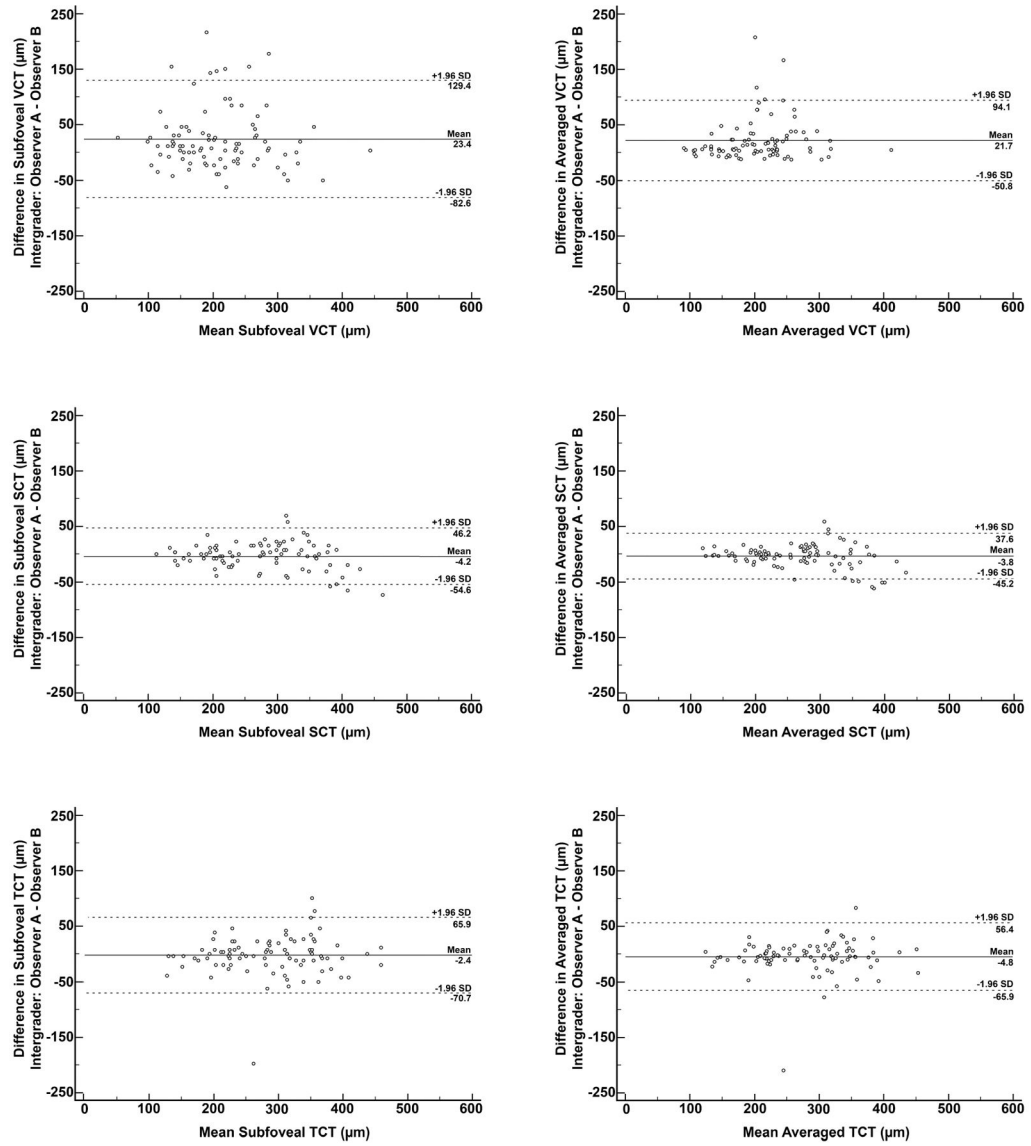 Difference in Subfoveal VCT (µm)
Intergrader: Observer A - Observer B
250
150
50
-50
-150
-250
+1.96 SD
129.4
Mean
23.4
-1.96 SD
-82.6
0 100 200 300 400 500 600
Mean Subfoveal VCT (µm)
Difference in Averaged VCT (µm)
Intergrader: Observer A - Observer B
250
150
50
-50
-150
-250
+1.96 SD
94.1
Mean
21.7
-1.96 SD
-50.8
0 100 200 300 400 500 600
Mean Averaged VCT (µm)
Difference in Subfoveal SCT (µm)
Intergrader: Observer A - Observer B
250
150
50
-50
-150
-250
+1.96 SD
46.2
Mean
-4.2
-1.96 SD
-54.6
0 100 200 300 400 500 600
Mean Subfoveal SCT (µm)
Difference in Averaged SCT (µm)
Intergrader: Observer A - Observer B
250
150
50
-50
-150
-250
+1.96 SD
37.6
Mean
-3.8
-1.96 SD
-45.2
0 100 200 300 400 500 600
Mean Averaged SCT (µm)
Difference in Subfoveal TCT (µm)
Intergrader: Observer A - Observer B
250
150
50
-50
-150
-250
+1.96 SD
65.9
Mean
-2.4
-1.96 SD
-70.7
0 100 200 300 400 500 600
Mean Subfoveal TCT (µm)
Difference in Averaged TCT (µm)
Intergrader: Observer A - Observer B
250
150
50
-50
-150
-250
+1.96 SD
56.4
Mean
-4.8
-1.96 SD
-65.9
0 100 200 300 400 500 600
Mean Averaged TCT (µm)